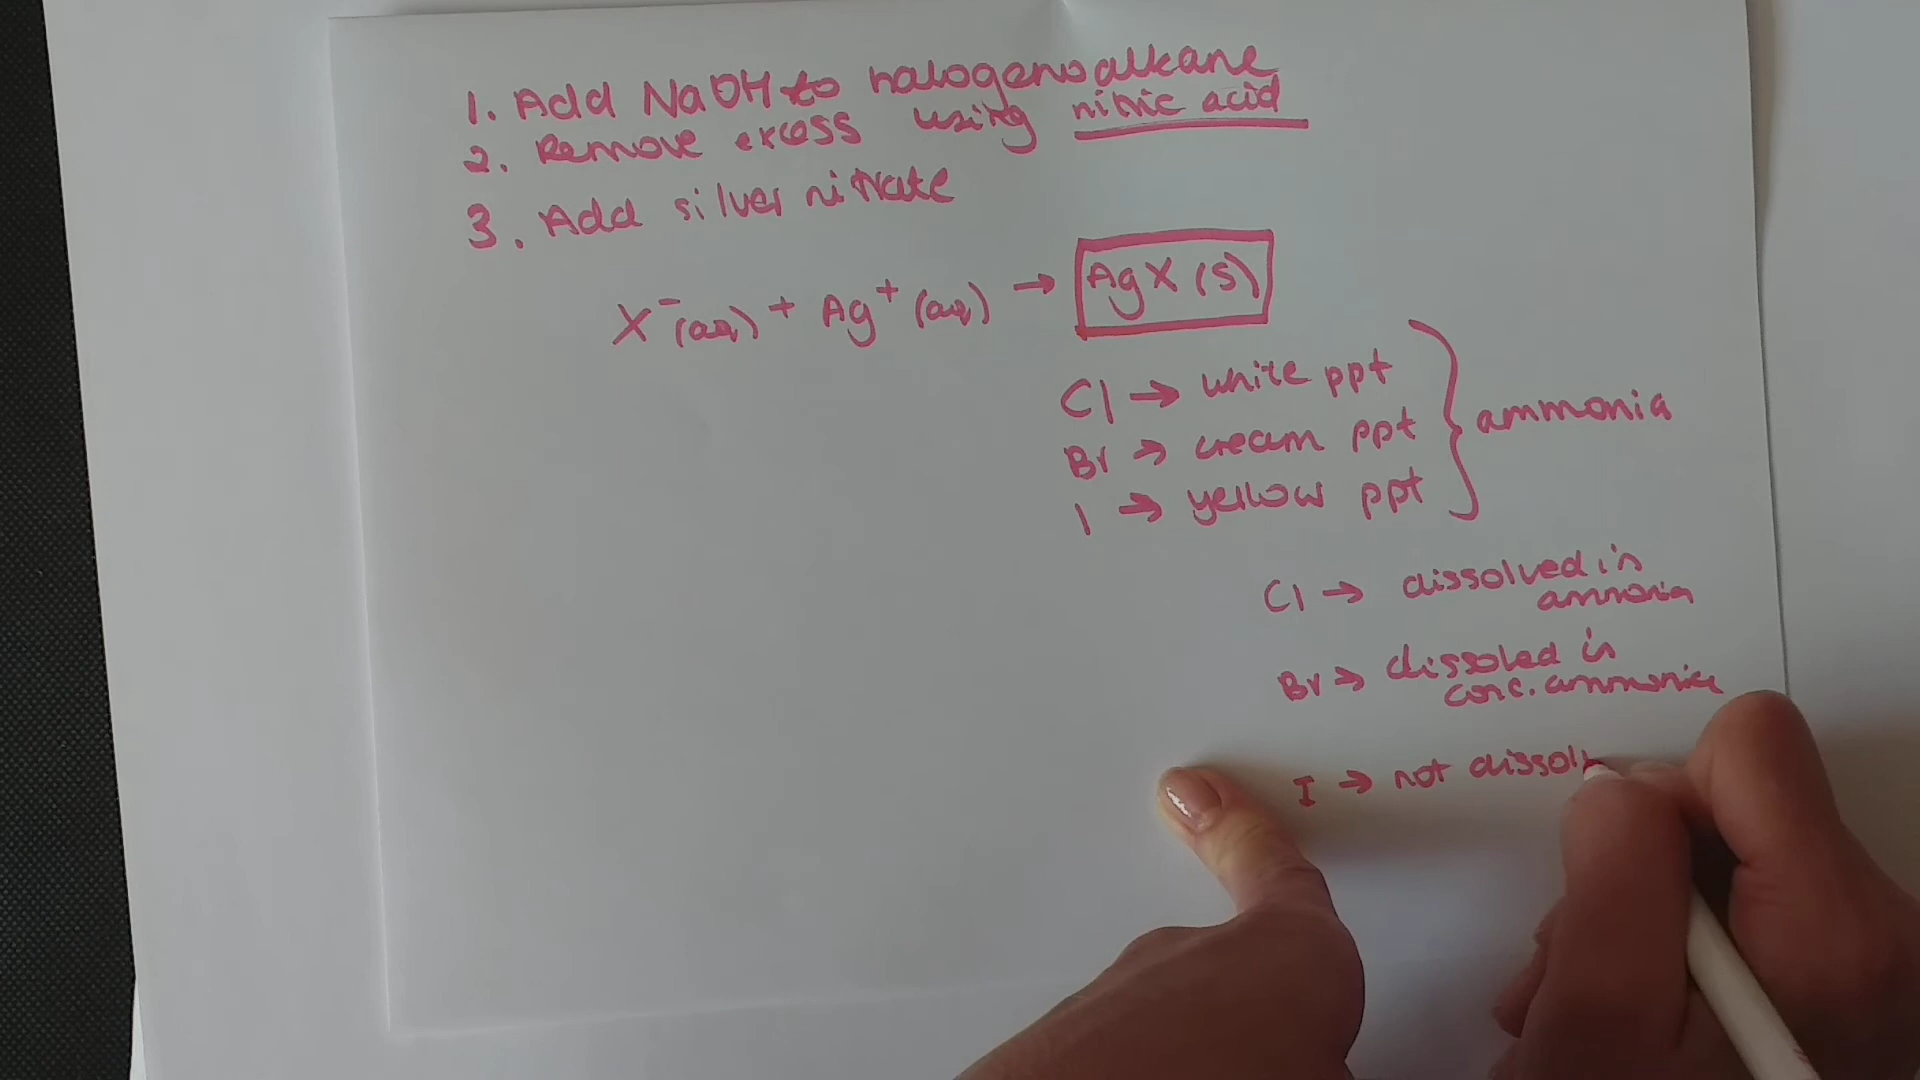 1. Add NaOH to halogenoalkane
2. Remove excess using nitric acid
3. Add silver nitrate
X⁻(aq) + Ag⁺(aq) → AgX(s)
Cl → white ppt
Br → cream ppt
I → yellow ppt
ammonia
Cl → dissolved in
ammonia
Br → dissoled in
conc. ammonia
I → not dissolv